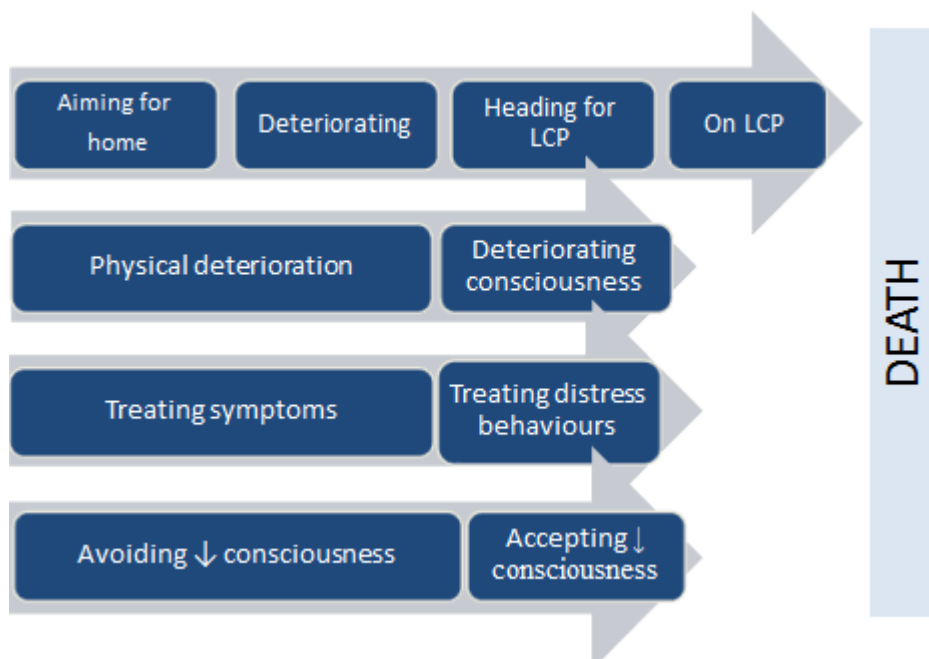 Aiming for
home
Deteriorating
Heading for
LCP
On LCP
Physical deterioration
Deteriorating
consciousness
Treating symptoms
Treating distress
behaviours
Avoiding ↓ consciousness
Accepting ↓
consciousness
DEATH